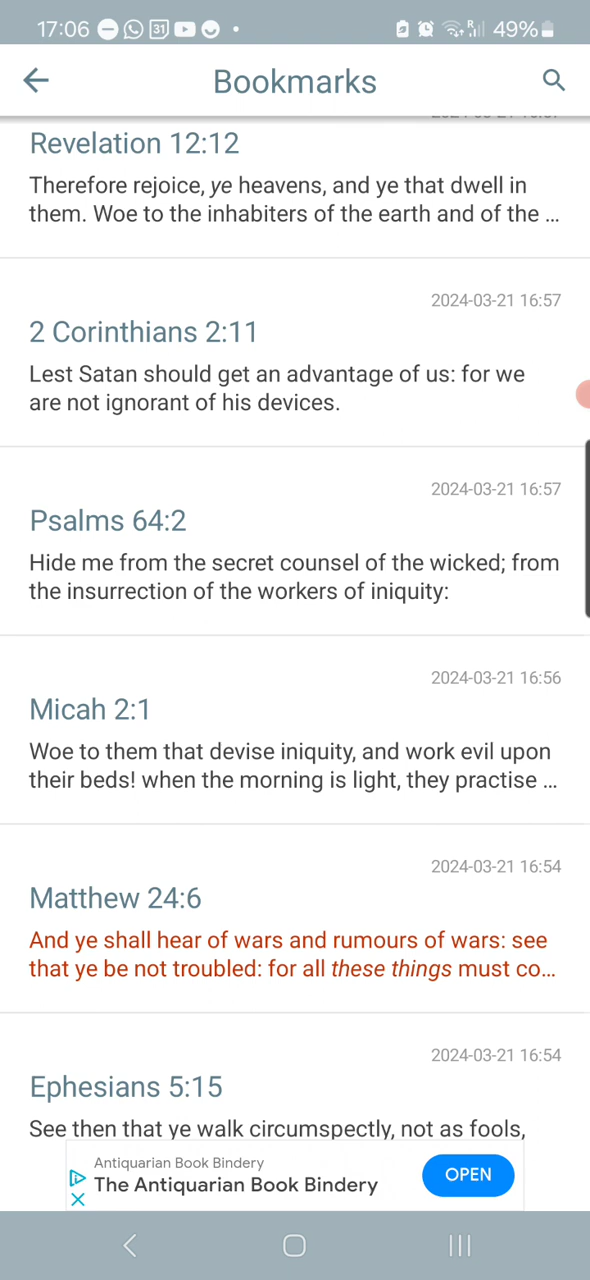 17:06 31 R 49%
Bookmarks
Revelation 12:12
Therefore rejoice, ye heavens, and ye that dwell in
them. Woe to the inhabiters of the earth and of the ...
2024-03-21 16:57
2 Corinthians 2:11
Lest Satan should get an advantage of us: for we
are not ignorant of his devices.
2024-03-21 16:57
Psalms 64:2
Hide me from the secret counsel of the wicked; from
the insurrection of the workers of iniquity:
2024-03-21 16:56
Micah 2:1
Woe to them that devise iniquity, and work evil upon
their beds! when the morning is light, they practise ...
2024-03-21 16:54
Matthew 24:6
And ye shall hear of wars and rumours of wars: see
that ye be not troubled: for all these things must co...
2024-03-21 16:54
Ephesians 5:15
See then that ye walk circumspectly, not as fools,
Antiquarian Book Bindery
The Antiquarian Book Bindery
OPEN